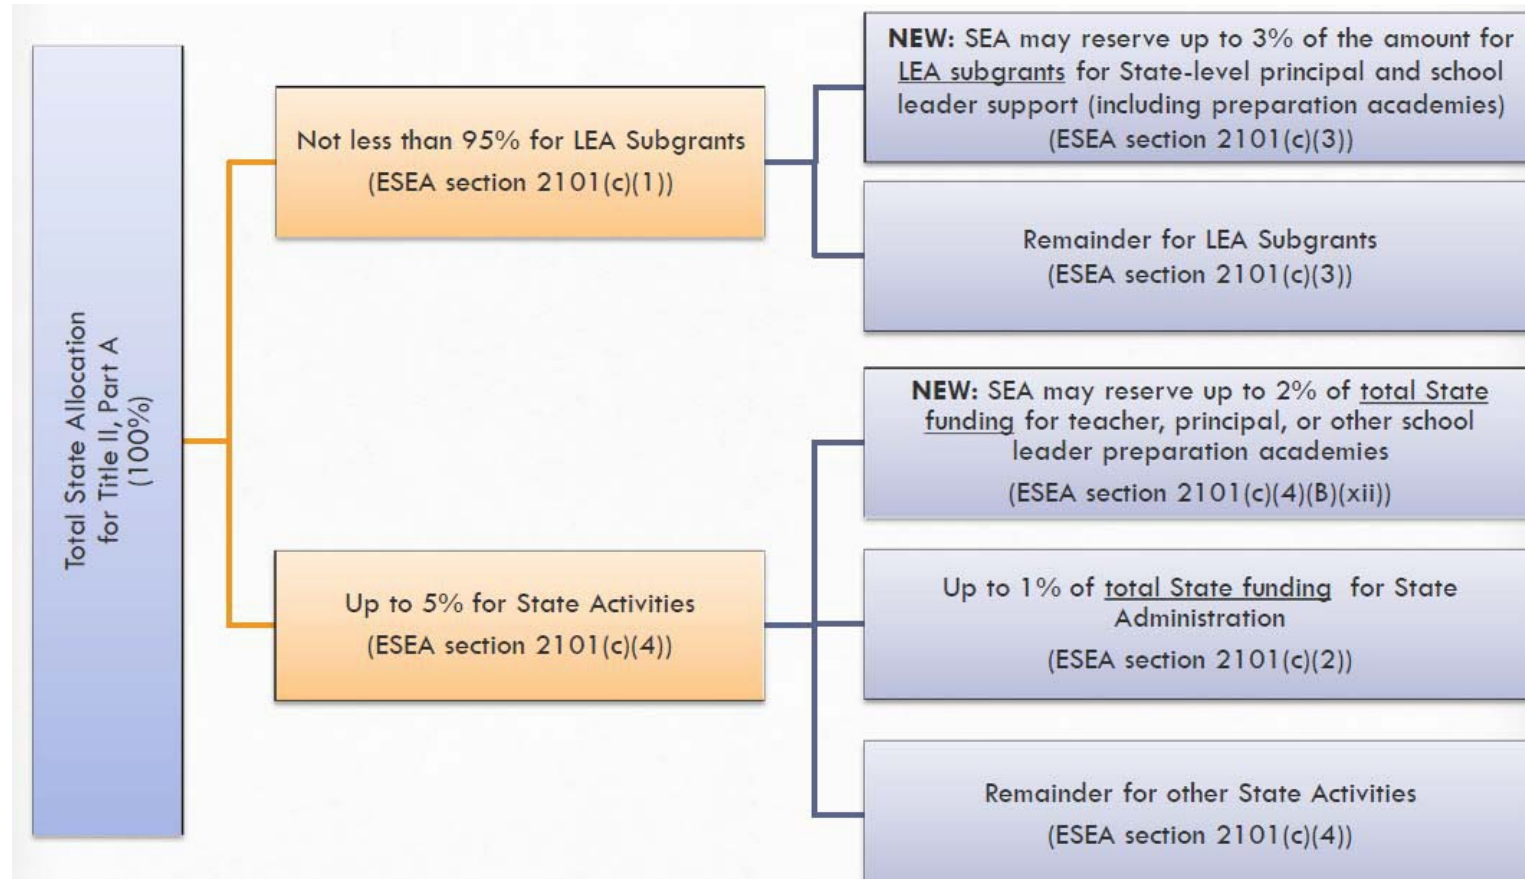 Total State Allocation
for Title II, Part A
(100%)
Not less than 95% for LEA Subgrants
(ESEA section 2101(c)(1))
NEW: SEA may reserve up to 3% of the amount for
LEA subgrants for State-level principal and school
leader support (including preparation academies)
(ESEA section 2101(c)(3))
Remainder for LEA Subgrants
(ESEA section 2101(c)(3))
Up to 5% for State Activities
(ESEA section 2101(c)(4))
NEW: SEA may reserve up to 2% of total State
funding for teacher, principal, or other school
leader preparation academies
(ESEA section 2101(c)(4)(B)(xii))
Up to 1% of total State funding for State
Administration
(ESEA section 2101(c)(2))
Remainder for other State Activities
(ESEA section 2101(c)(4))